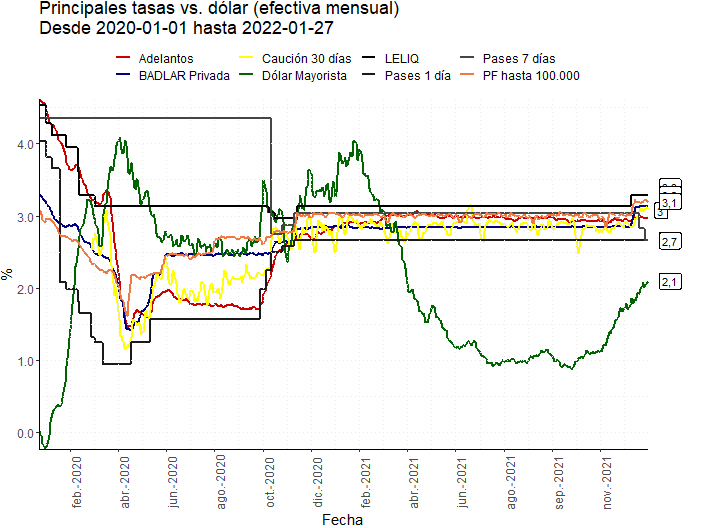 Principales tasas vs. dólar (efectiva mensual)
Desde 2020-01-01 hasta 2022-01-27
Adelantos Caución 30 días LELIQ Pases 7 días
BADLAR Privada Dólar Mayorista Pases 1 día PF hasta 100.000
4.0
3.0
2.0
1.0
0.0
%
3,1
3
2,7
2,1
feb.-2020
abr.-2020
jun.-2020
ago.-2020
oct.-2020
dic.-2020
feb.-2021
abr.-2021
jun.-2021
ago.-2021
sep.-2021
nov.-2021
Fecha